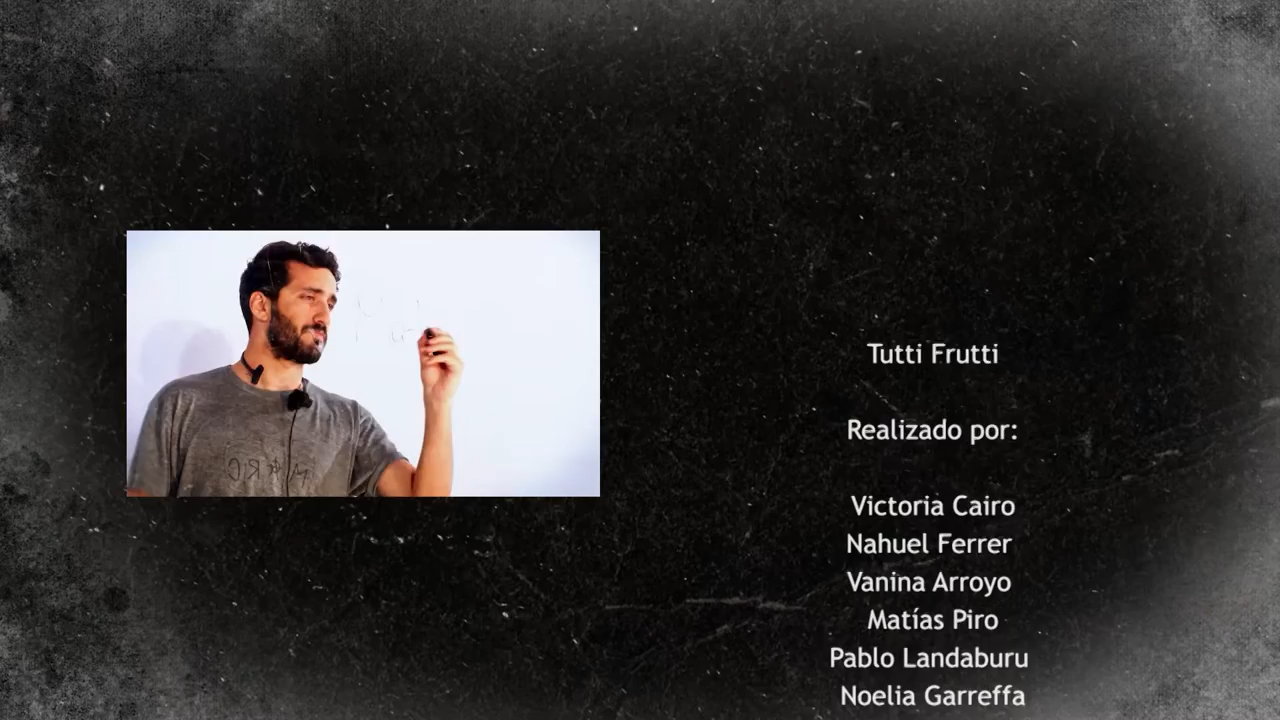 Tutti Frutti
Realizado por:
Victoria Cairo
Nahuel Ferrer
Vanina Arroyo
Matías Piro
Pablo Landaburu
Noelia Garreffa